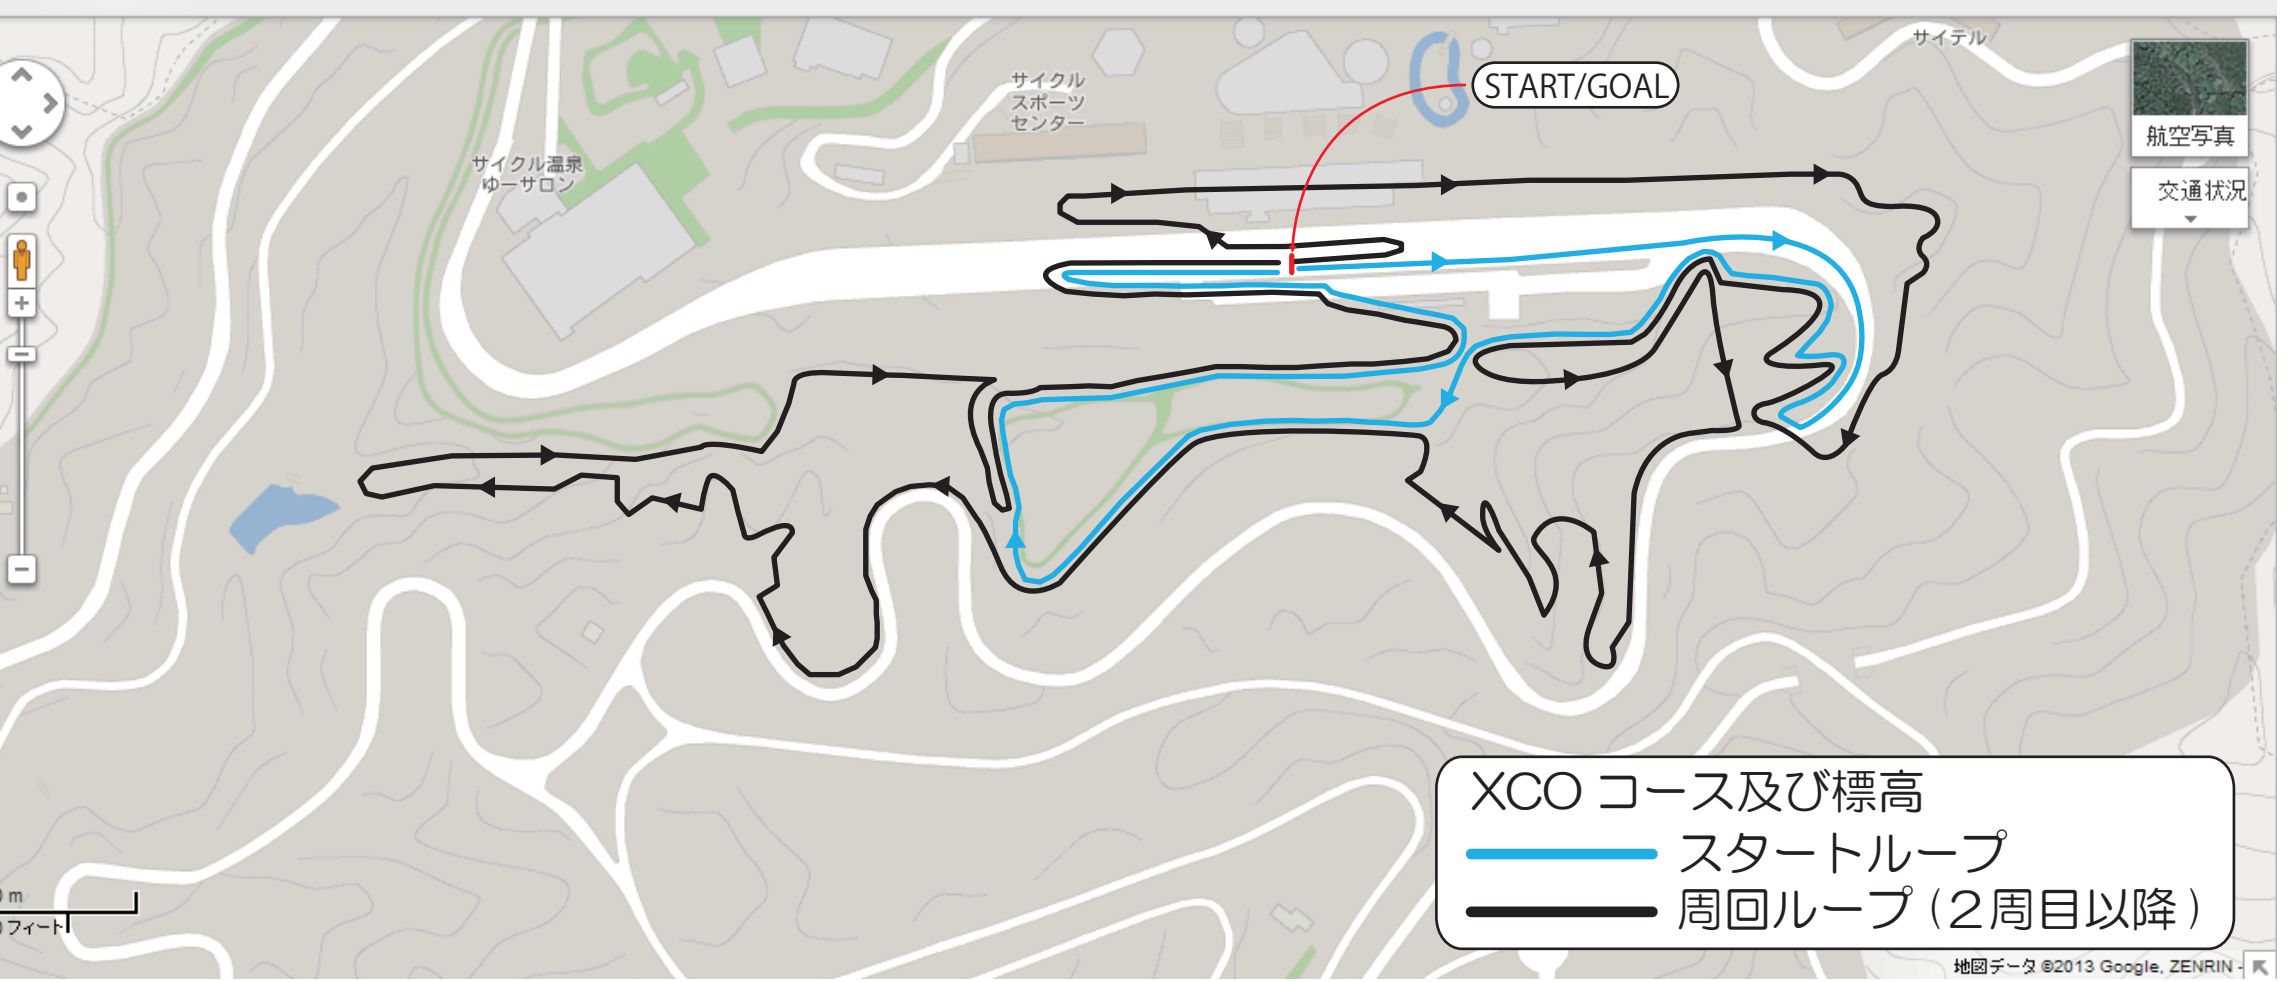 サイテル
サイクル
スポーツ
センター
START/GOAL
航空写真
サイクル温泉
ゆーサロン
交通状況
XCO コース及び標高
スタートループ
周回ループ(2周目以降)
m
フィート
地図データ ©2013 Google, ZENRIN -